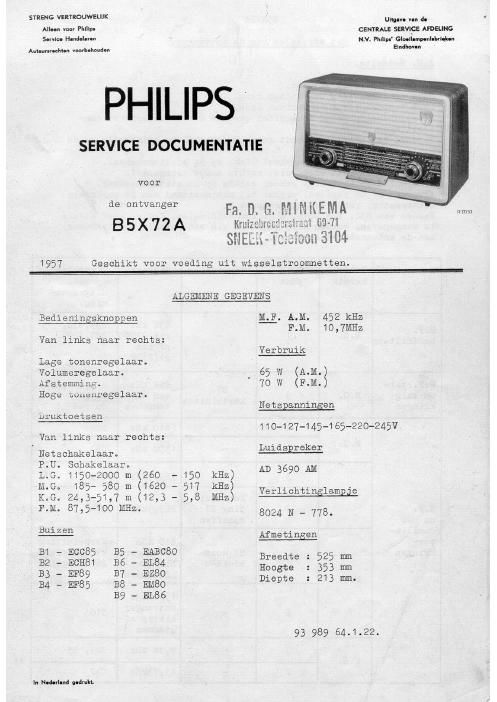 STRENG VERTROUWELIJK
Alleen voor Philips
Service Handelaren
Auteursrechten voorbehouden
Uitgave van de
CENTRALE SERVICE AFDELING
N.V. Philips' Gloeilampenfabrieken
Eindhoven
PHILIPS
SERVICE DOCUMENTATIE
voor
de ontvanger
B5X72A
Fa. D. G. MINKEMA
Kruizebroederstraat 69-71
SNEEK-Telefoon 3104
1957 Geschikt voor voeding uit wisselstroomnetten.
ALGEMENE GEGEVENS
Bedieningsknoppen
Van links naar rechts:
Lage tonenregelaar.
Volumeregelaar.
Afstemming.
Hoge tonenregelaar.
Druktoetsen
Van links naar rechts:
Netschakelaar.
P.U. Schakelaar.
L.G. 1150-2000 m (260 - 150 kHz)
M.G. 185- 580 m (1620 - 517 kHz)
K.G. 24,3-51,7 m (12,3 - 5,8 MHz)
F.M. 87,5-100 MHz.
Buizen
B1 - ECC85 B5 - EABC80
B2 - ECH81 B6 - EL84
B3 - EF89 B7 - EZ80
B4 - EF85 B8 - EM80
B9 - EL86
M.F. A.M. 452 kHz
F.M. 10,7MHz
Verbruik
65 W (A.M.)
70 W (F.M.)
Netspanningen
110-127-145-165-220-245V
Luidspreker
AD 3690 AM
Verlichtinglampje
8024 N - 778.
Afmetingen
Breedte : 525 mm
Hoogte : 353 mm
Diepte : 213 mm.
93 989 64.1.22.
In Nederland gedrukt.